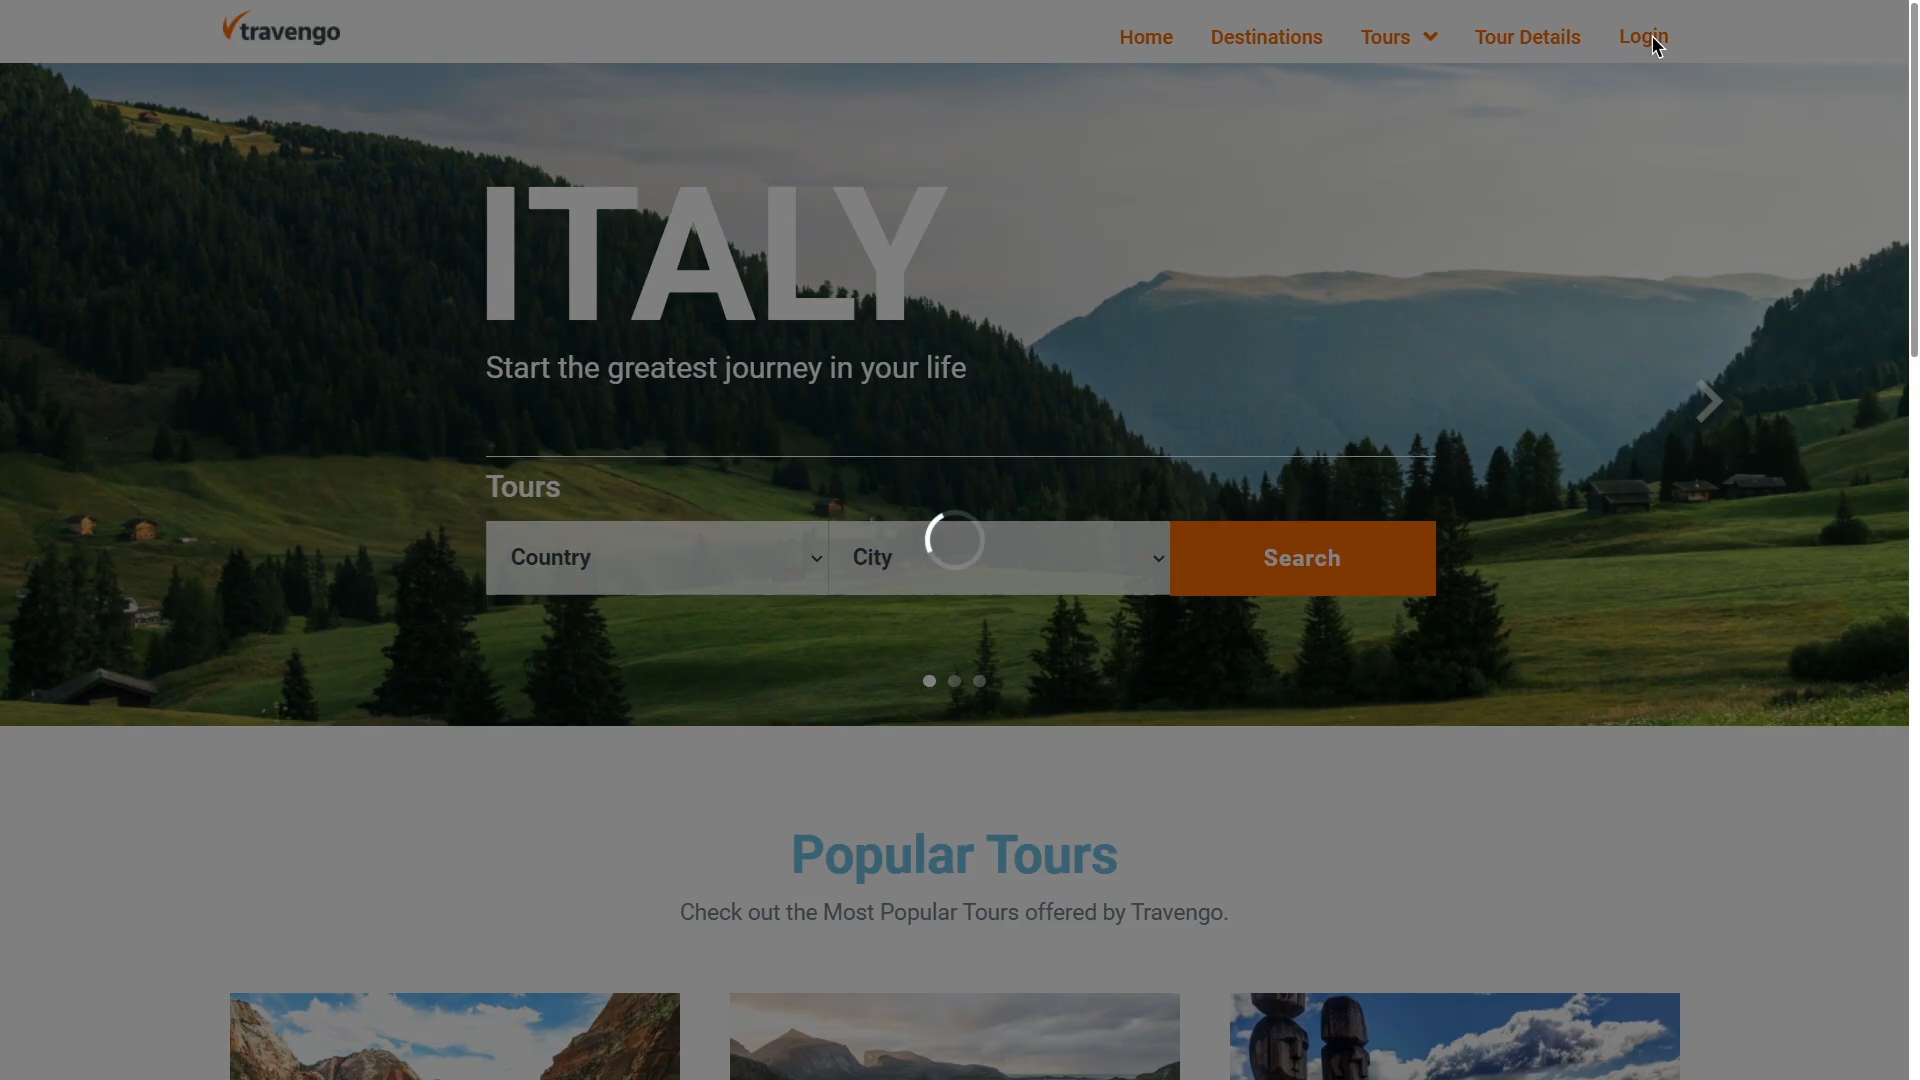 travengo
Home
Destinations
Tours
Tour Details
Login
ITALY
Start the greatest journey in your life
Tours
Country
City
Search
Popular Tours
Check out the Most Popular Tours offered by Travengo.